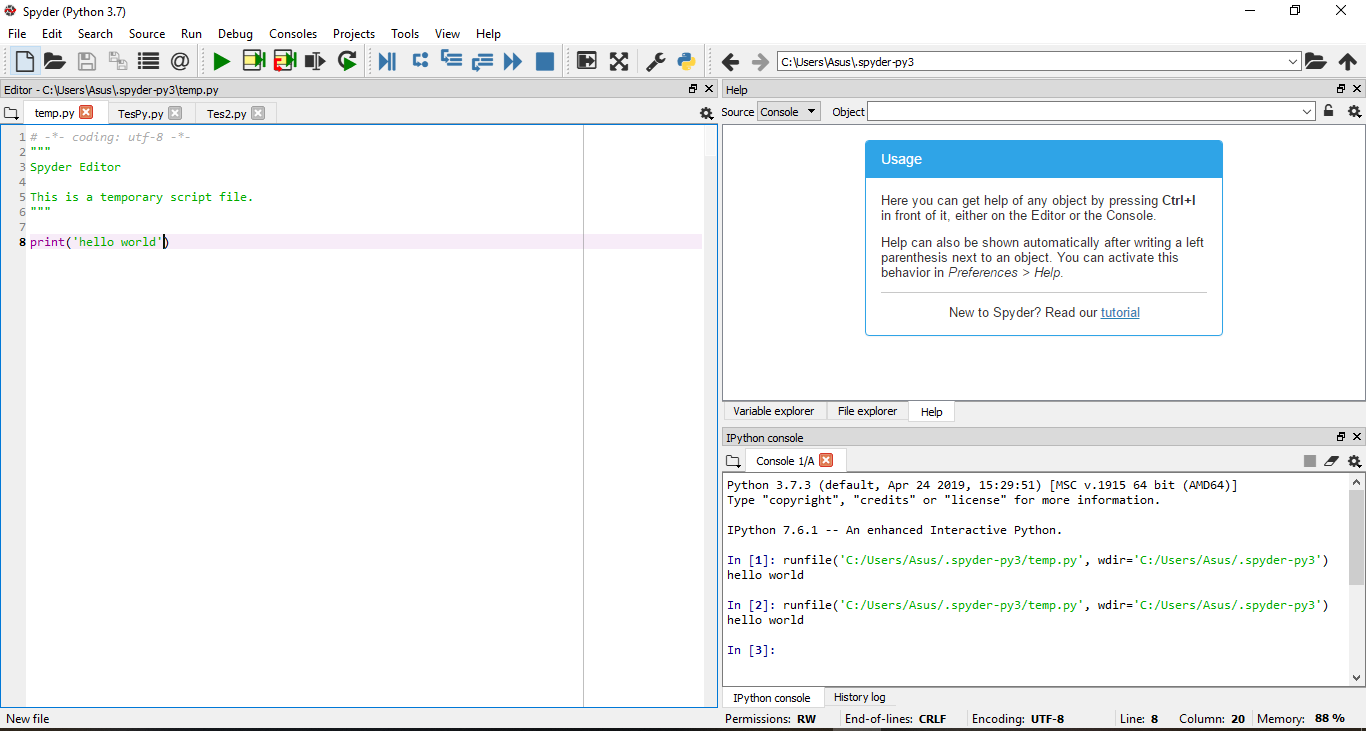 Spyder (Python 3.7)
File Edit Search Source Run Debug Consoles Projects Tools View Help
C:\Users\Asus\.spyder-py3
Editor - C:\Users\Asus\.spyder-py3\temp.py
temp.py TesPy.py Tes2.py
1 # -*- coding: utf-8 -*-
2 """
3 Spyder Editor
4
5 This is a temporary script file.
6 """
7
8 print('hello world')
Help
Source Console Object
Usage
Here you can get help of any object by pressing Ctrl+I
in front of it, either on the Editor or the Console.
Help can also be shown automatically after writing a left
parenthesis next to an object. You can activate this
behavior in Preferences > Help.
New to Spyder? Read our tutorial
Variable explorer File explorer Help
IPython console
Console 1/A
Python 3.7.3 (default, Apr 24 2019, 15:29:51) [MSC v.1915 64 bit (AMD64)]
Type "copyright", "credits" or "license" for more information.
IPython 7.6.1 -- An enhanced Interactive Python.
In [1]: runfile('C:/Users/Asus/.spyder-py3/temp.py', wdir='C:/Users/Asus/.spyder-py3')
hello world
In [2]: runfile('C:/Users/Asus/.spyder-py3/temp.py', wdir='C:/Users/Asus/.spyder-py3')
hello world
In [3]:
IPython console History log
New file Permissions: RW End-of-lines: CRLF Encoding: UTF-8 Line: 8 Column: 20 Memory: 88 %